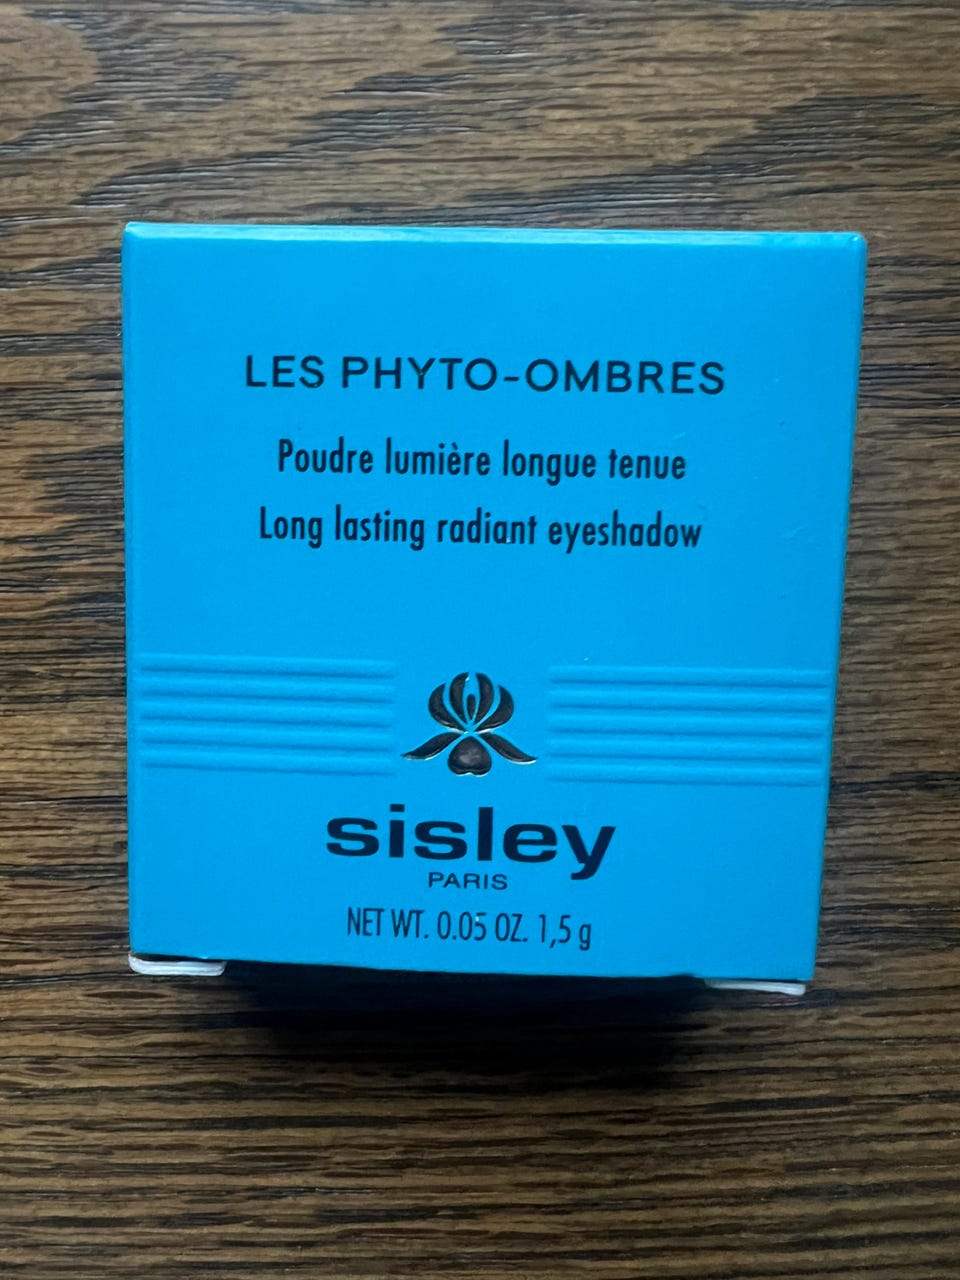 LES PHYTO-OMBRES
Poudre lumière longue tenue
Long lasting radiant eyeshadow
sisley
PARIS
NET WT. 0.05 OZ. 1,5 g